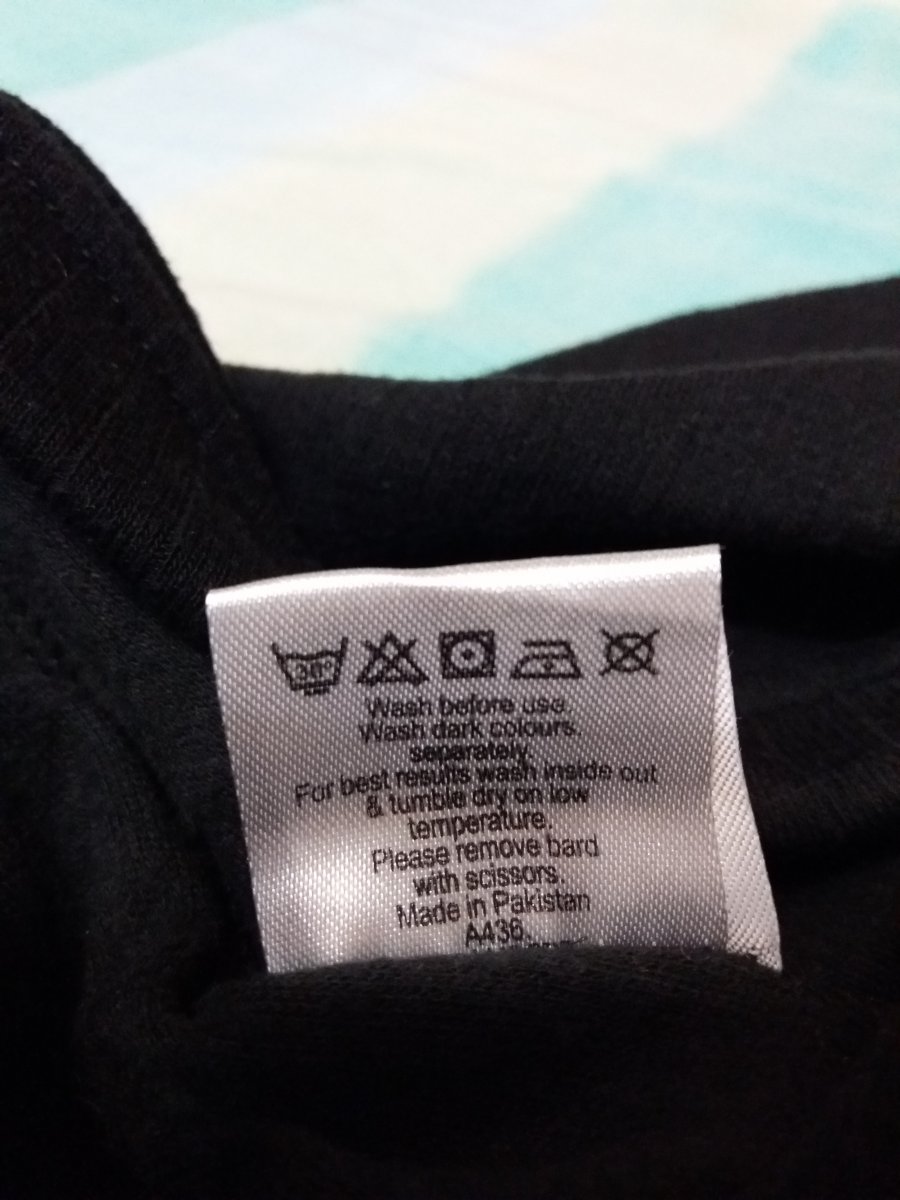 30°
Wash before use.
Wash dark colours.
separately.
For best results wash inside out
& tumble dry on low
temperature.
Please remove bard
with scissors.
Made in Pakistan
A436.